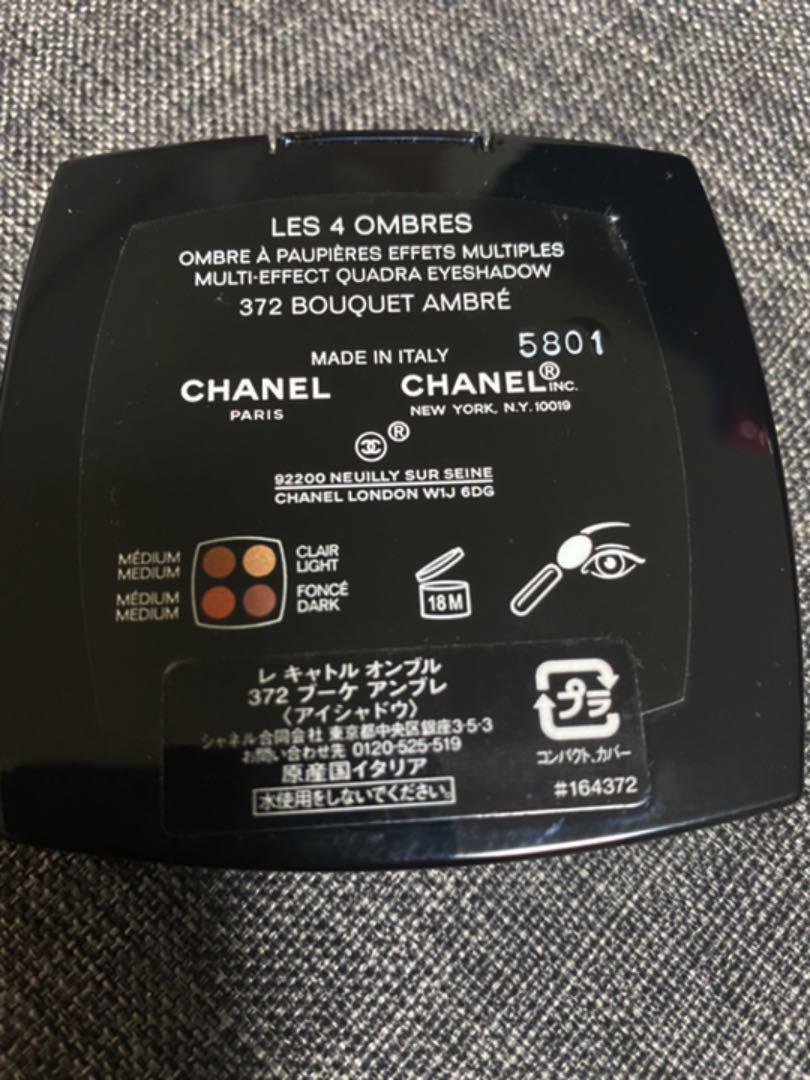 LES 4 OMBRES
OMBRE À PAUPIÈRES EFFETS MULTIPLES
MULTI-EFFECT QUADRA EYESHADOW
372 BOUQUET AMBRÉ
5801
MADE IN ITALY
CHANEL
PARIS
CHANEL® INC.
NEW YORK, N.Y. 10019
®
92200 NEUILLY SUR SEINE
CHANEL LONDON W1J 6DG
MÉDIUM
MEDIUM
CLAIR
LIGHT
MÉDIUM
MEDIUM
FONCÉ
DARK
18M
レ キャトル オンブル
372 ブーケ アンブレ
〈アイシャドウ〉
シャネル合同会社 東京都中央区銀座3-5-3
お問い合わせ先 0120-525-519
原産国イタリア
水使用をしないでください。
プラ
コンパクト、カバー
#164372